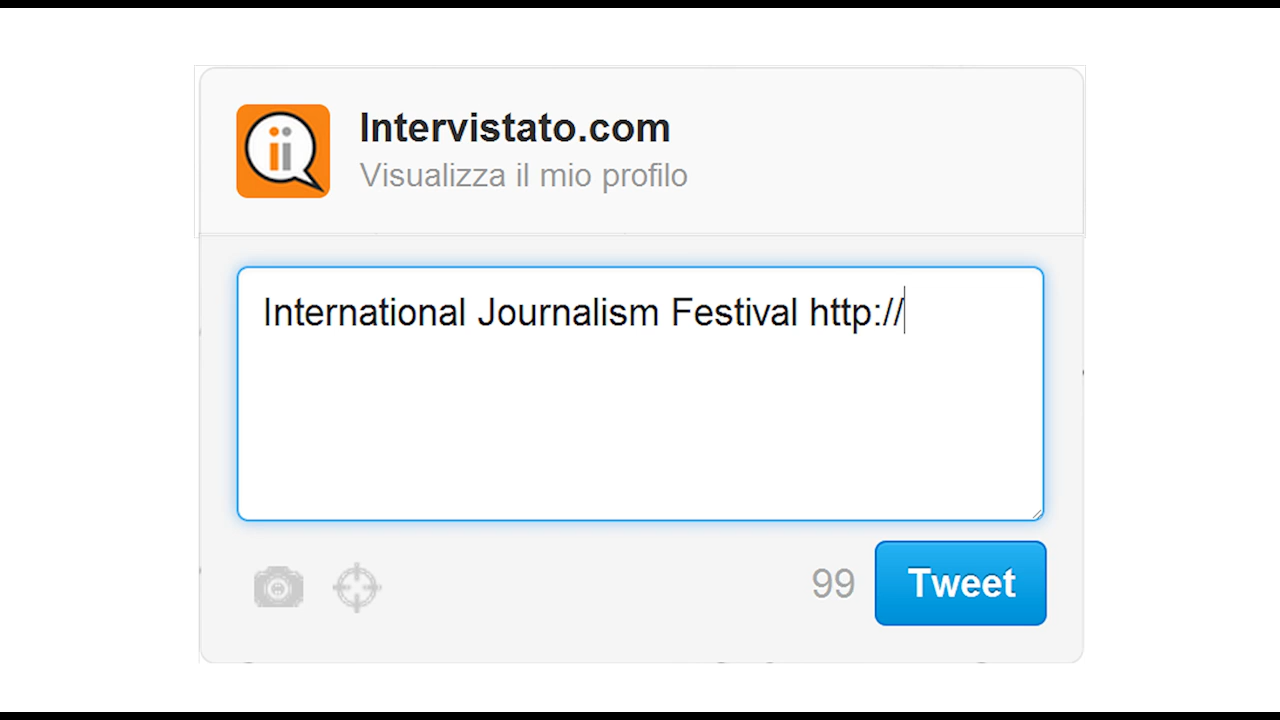 Intervistato.com
Visualizza il mio profilo
International Journalism Festival http://
99
Tweet